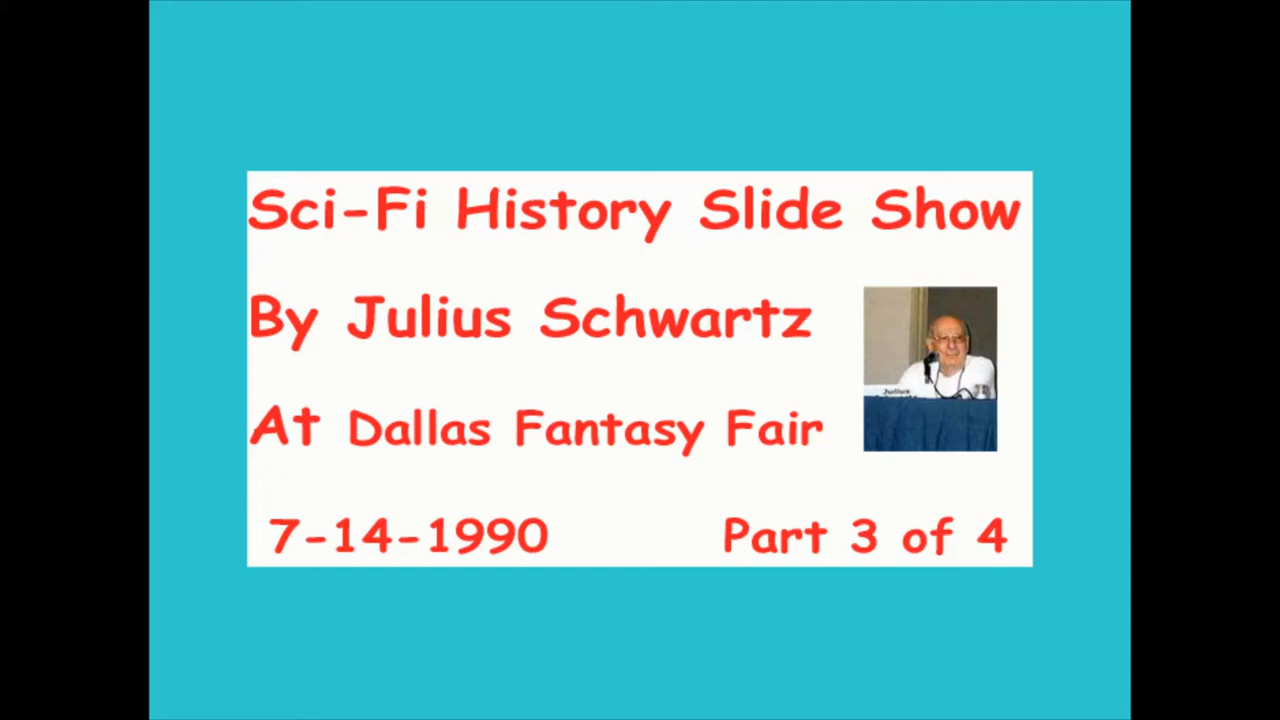 Sci-Fi History Slide Show
By Julius Schwartz
Julius
At Dallas Fantasy Fair
7-14-1990 Part 3 of 4